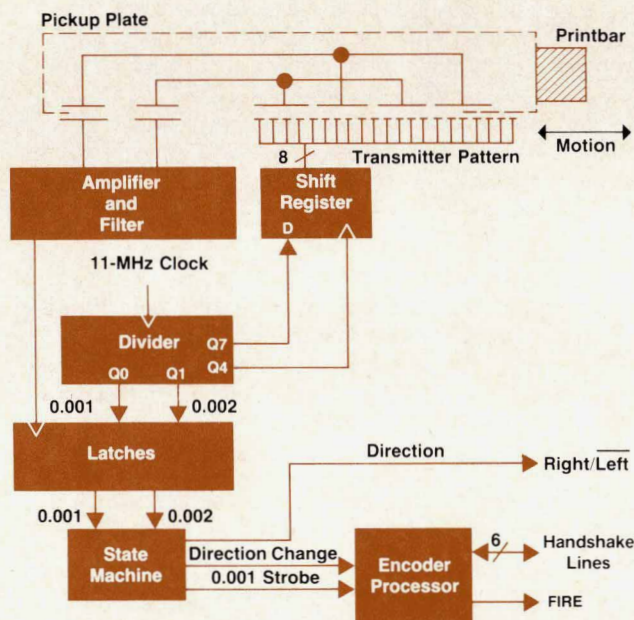 Pickup Plate
Printbar
Motion
8
Transmitter Pattern
Amplifier
and
Filter
Shift
Register
D
11-MHz Clock
Divider
Q7
Q4
Q0
Q1
0.001
0.002
Latches
0.001
0.002
Direction
Right/Left
State
Machine
Direction Change
0.001 Strobe
Encoder
Processor
6
Handshake
Lines
FIRE